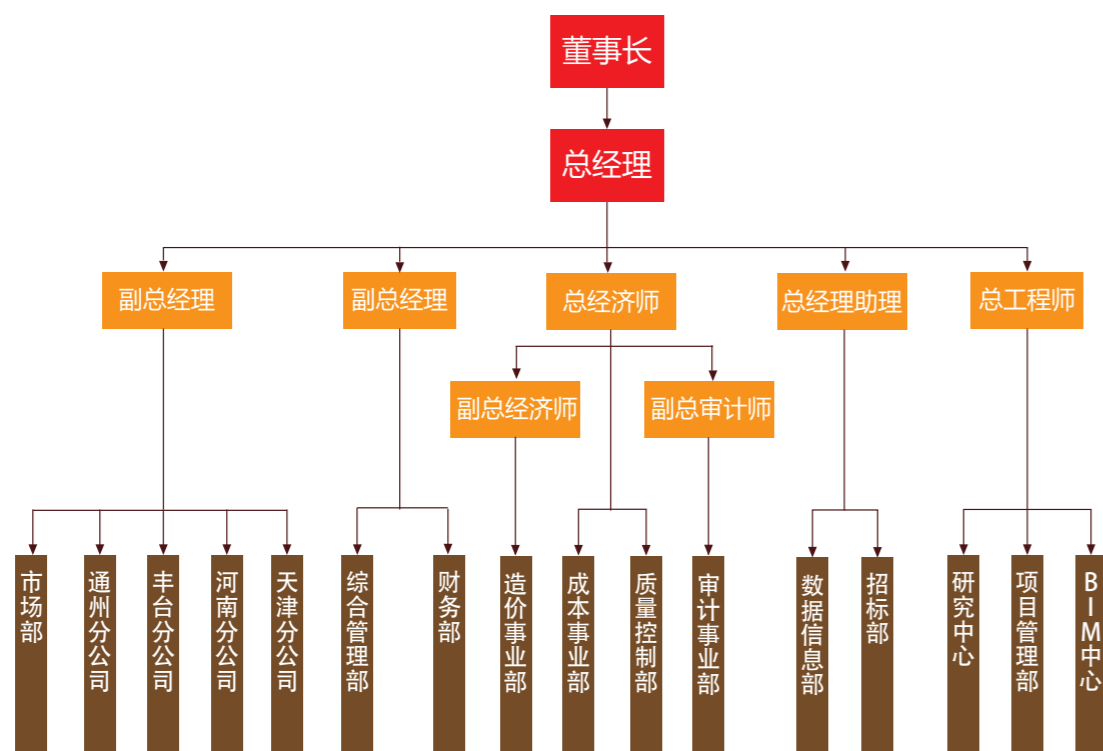 董事长
总经理
副总经理
副总经理
总经济师
总经理助理
总工程师
副总经济师
副总审计师
市场部
通州分公司
丰台分公司
河南分公司
天津分公司
综合管理部
财务部
造价事业部
成本事业部
质量控制部
审计事业部
数据信息部
招标部
研究中心
项目管理部
BIM中心